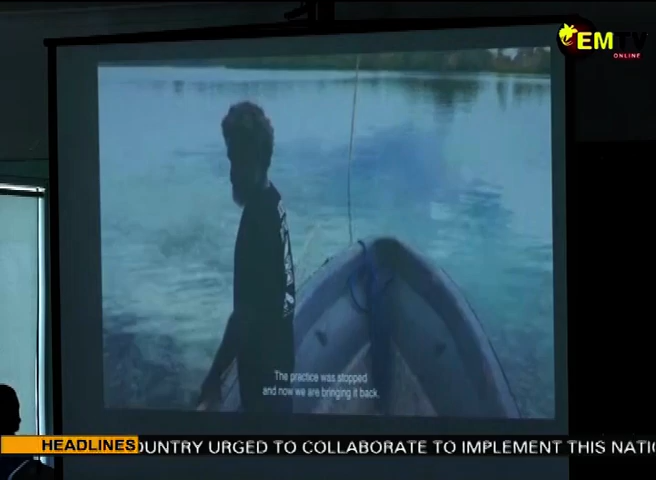 EMTV
ONLINE
The practice was stopped
and now we are bringing it back.
HEADLINES
OUNTRY URGED TO COLLABORATE TO IMPLEMENT THIS NATI